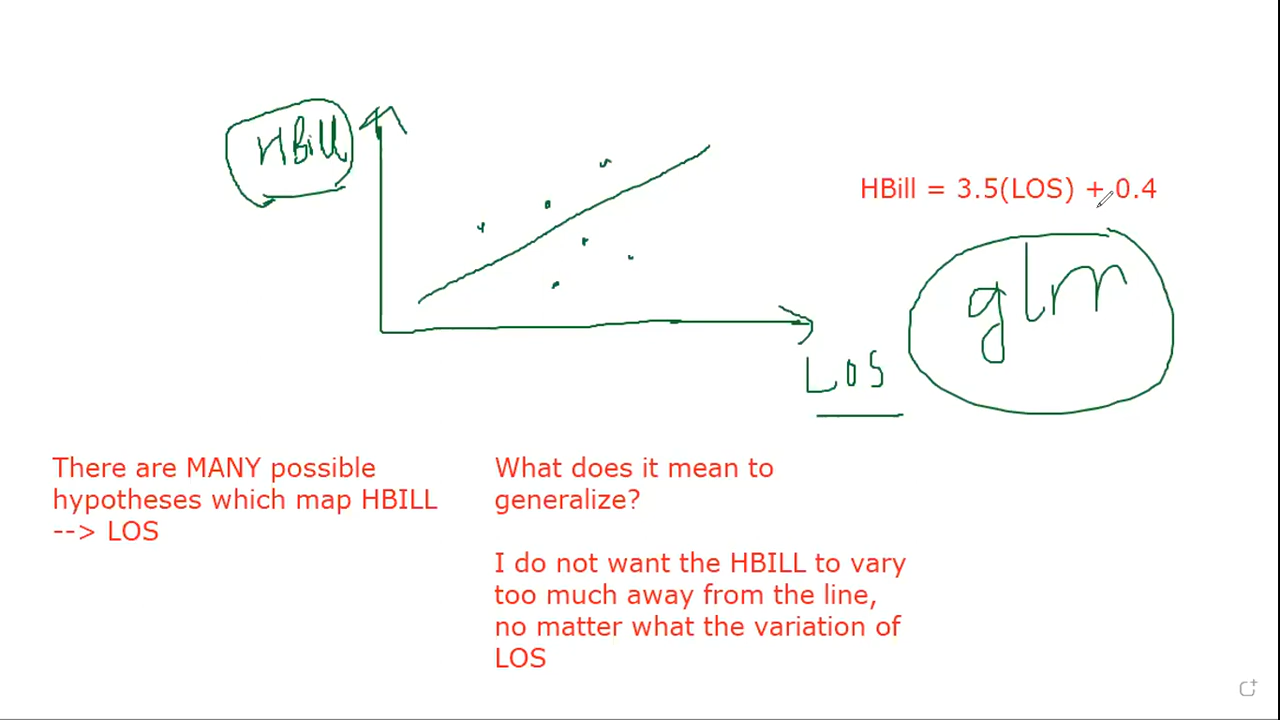 HBill
HBill = 3.5(LOS) + 0.4
glm
LOS
There are MANY possible
hypotheses which map HBILL
--> LOS
What does it mean to
generalize?
I do not want the HBILL to vary
too much away from the line,
no matter what the variation of
LOS